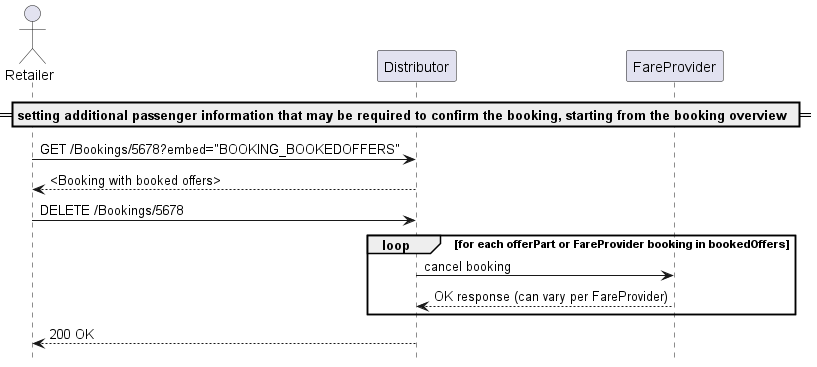 Retailer
Distributor
FareProvider
setting additional passenger information that may be required to confirm the booking, starting from the booking overview
GET /Bookings/5678?embed="BOOKING_BOOKEDOFFERS"
<Booking with booked offers>
DELETE /Bookings/5678
loop [for each offerPart or FareProvider booking in bookedOffers]
cancel booking
OK response (can vary per FareProvider)
200 OK